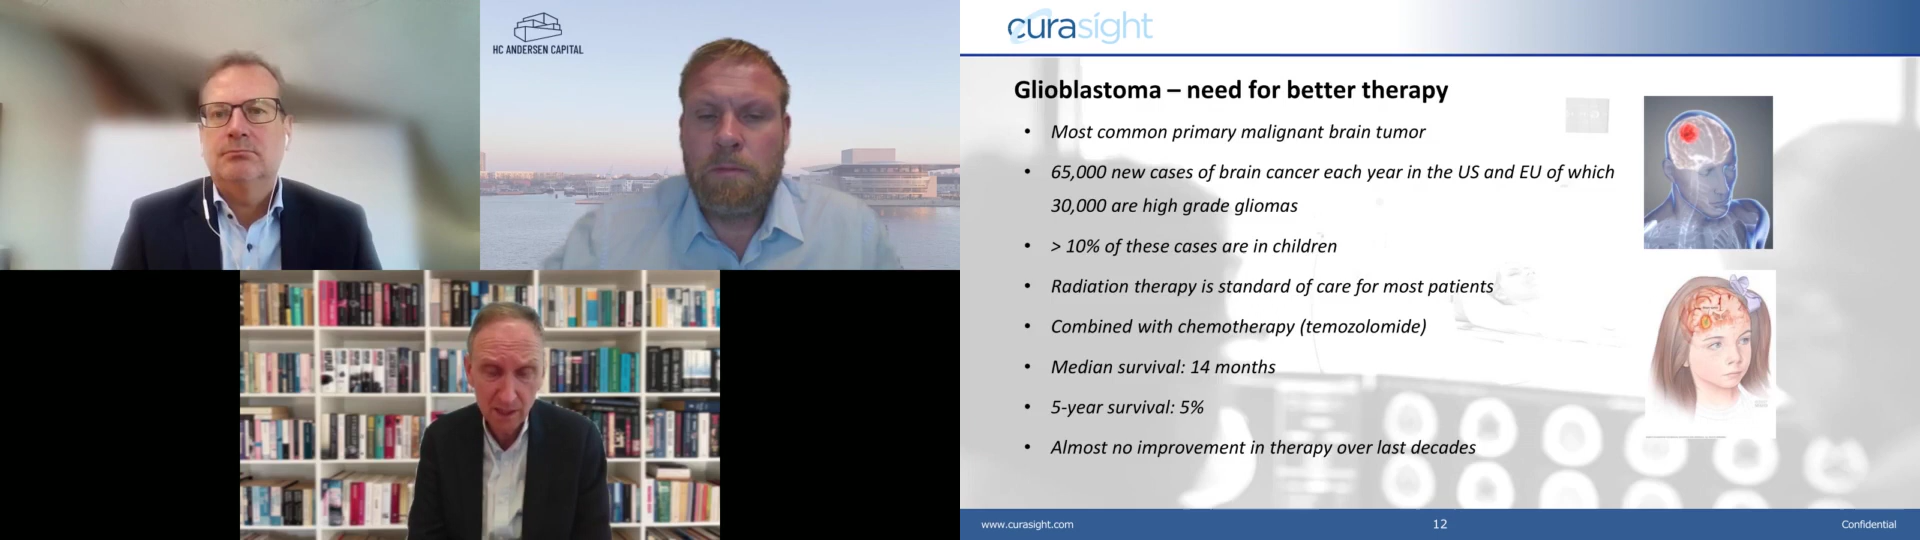 HC ANDERSEN CAPITAL
curasight
Glioblastoma – need for better therapy
• Most common primary malignant brain tumor
• 65,000 new cases of brain cancer each year in the US and EU of which
30,000 are high grade gliomas
• > 10% of these cases are in children
• Radiation therapy is standard of care for most patients
• Combined with chemotherapy (temozolomide)
• Median survival: 14 months
• 5-year survival: 5%
• Almost no improvement in therapy over last decades
www.curasight.com
12
Confidential